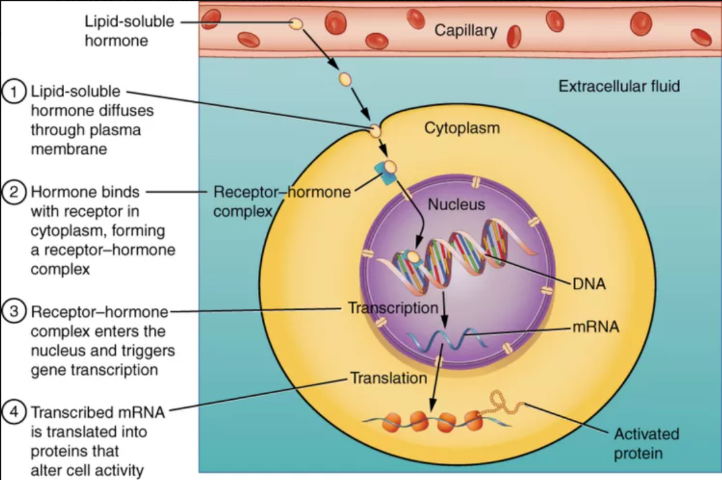 Lipid-soluble
hormone
Capillary
Extracellular fluid
1 Lipid-soluble
hormone diffuses
through plasma
membrane
Cytoplasm
2 Hormone binds
with receptor in
cytoplasm, forming
a receptor–hormone
complex
Receptor–hormone
complex
Nucleus
DNA
3 Receptor–hormone
complex enters the
nucleus and triggers
gene transcription
Transcription
mRNA
Translation
4 Transcribed mRNA
is translated into
proteins that
alter cell activity
Activated
protein